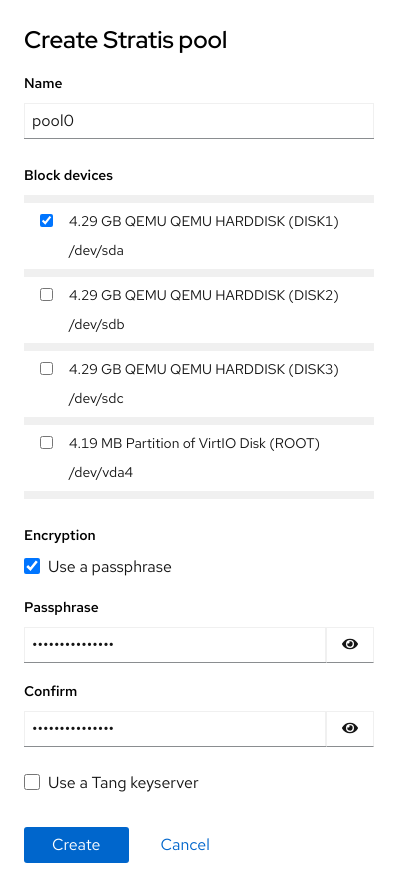 Create Stratis pool
Name
pool0
Block devices
4.29 GB QEMU QEMU HARDDISK (DISK1)
/dev/sda
4.29 GB QEMU QEMU HARDDISK (DISK2)
/dev/sdb
4.29 GB QEMU QEMU HARDDISK (DISK3)
/dev/sdc
4.19 MB Partition of VirtIO Disk (ROOT)
/dev/vda4
Encryption
Use a passphrase
Passphrase
•••••••••••••••
Confirm
•••••••••••••••
Use a Tang keyserver
Create Cancel